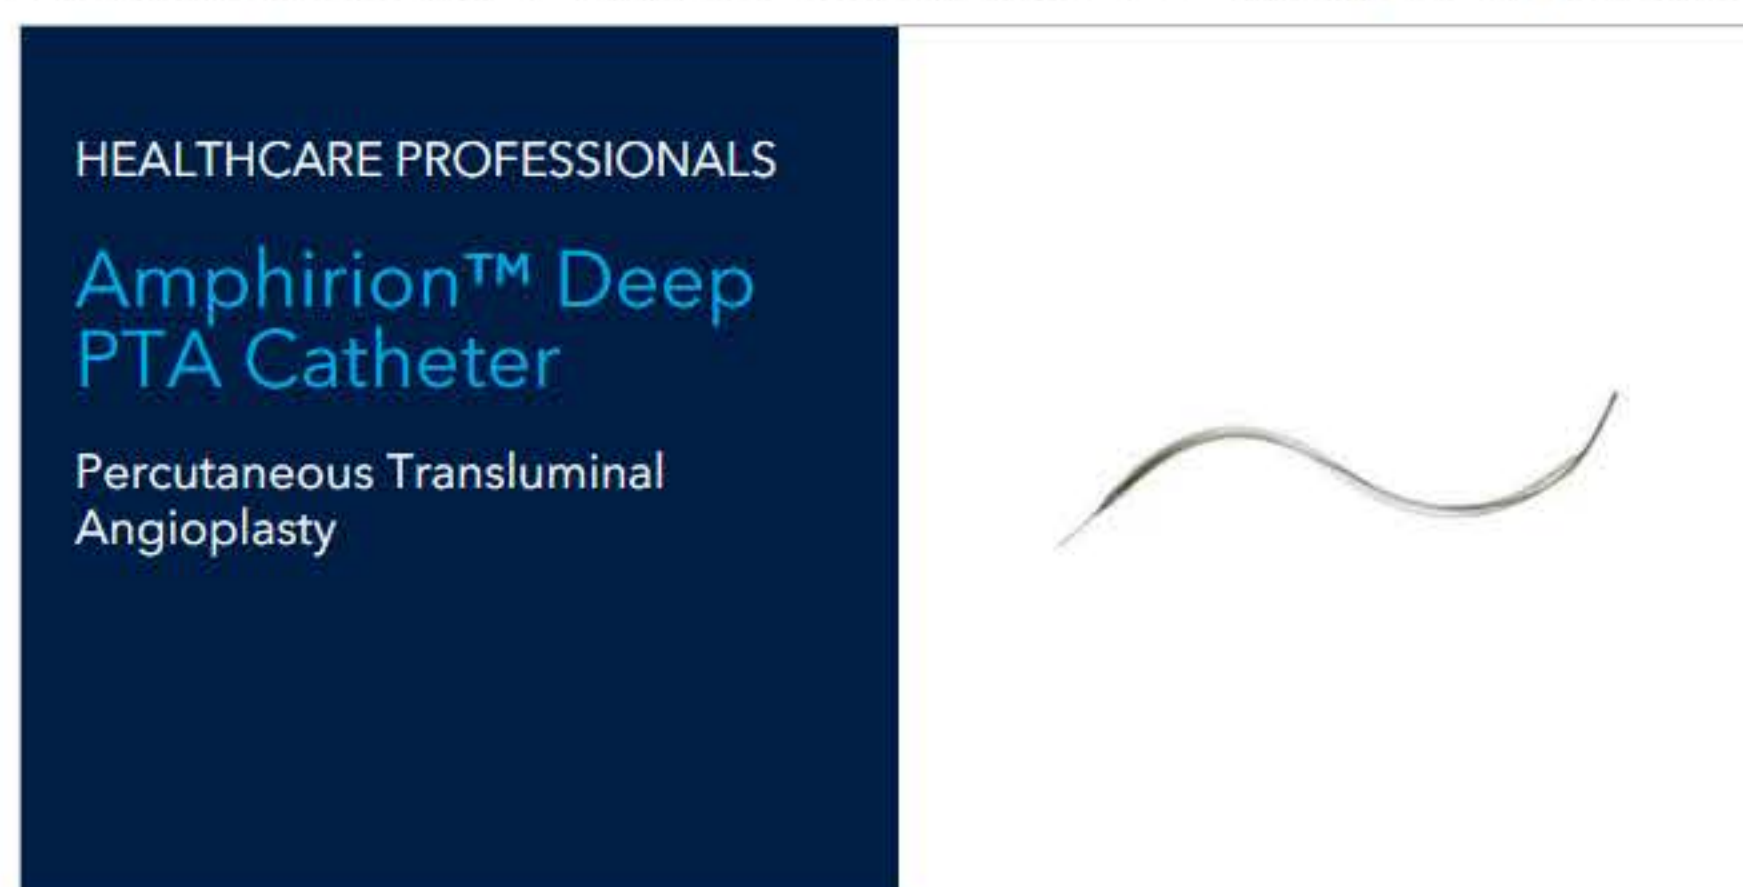 HEALTHCARE PROFESSIONALS
Amphirion™ Deep
PTA Catheter
Percutaneous Transluminal
Angioplasty